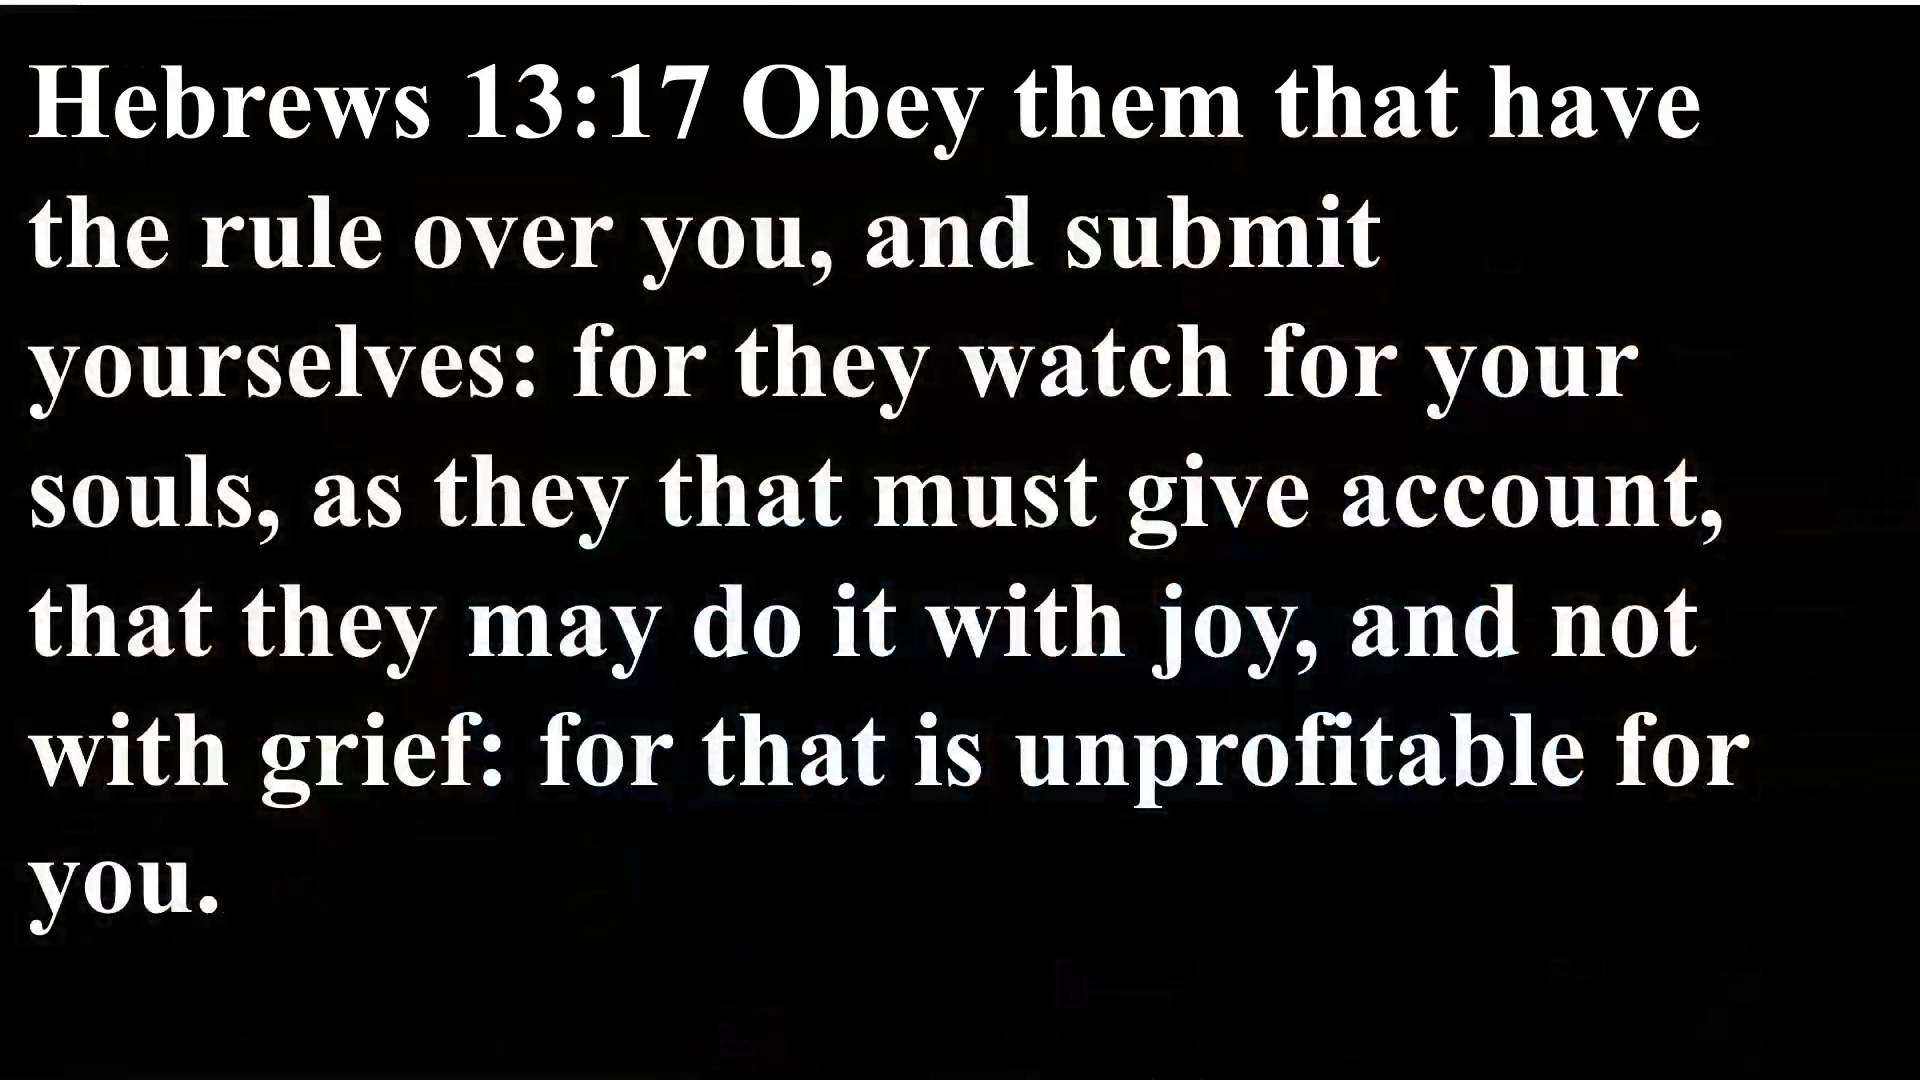 Hebrews 13:17 Obey them that have
the rule over you, and submit
yourselves: for they watch for your
souls, as they that must give account,
that they may do it with joy, and not
with grief: for that is unprofitable for
you.